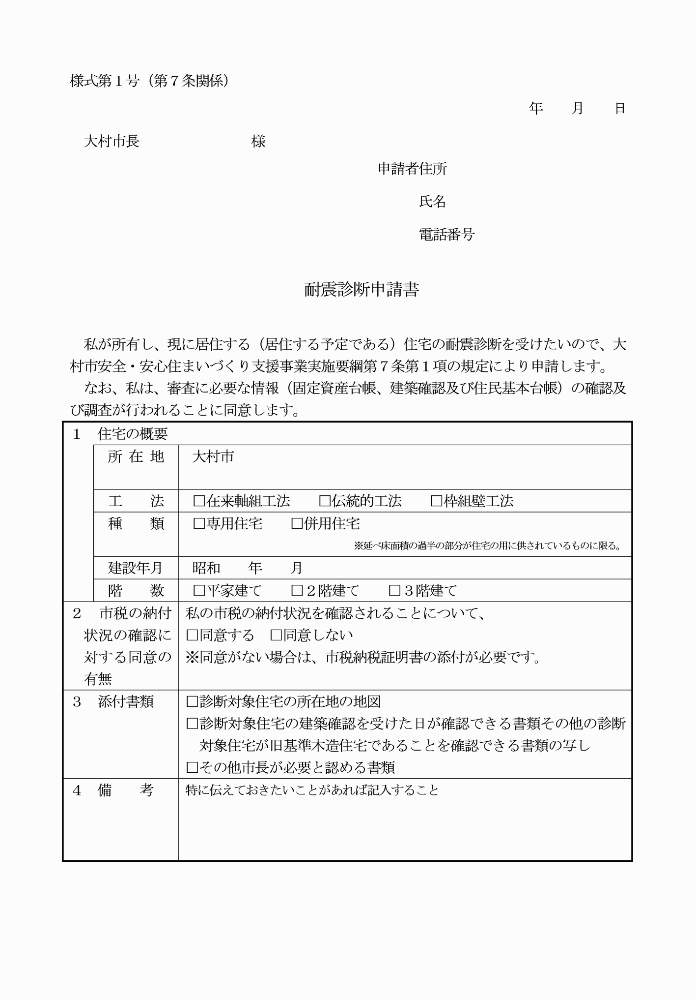 様式第１号（第７条関係）
年　　月　　日
大村市長　　　　　　　　様
申請者住所
氏名
電話番号
耐震診断申請書
　私が所有し、現に居住する（居住する予定である）住宅の耐震診断を受けたいので、大
村市安全・安心住まいづくり支援事業実施要綱第７条第１項の規定により申請します。
　なお、私は、審査に必要な情報（固定資産台帳、建築確認及び住民基本台帳）の確認及
び調査が行われることに同意します。
１　住宅の概要
所在地　大村市
工　　法　□在来軸組工法　　□伝統的工法　　□枠組壁工法
種　　類　□専用住宅　　□併用住宅
※延べ床面積の過半の部分が住宅の用に供されているものに限る。
建設年月　昭和　　年　　月
階　　数　□平家建て　　□２階建て　　□３階建て
２　市税の納付
状況の確認に
対する同意の
有無
私の市税の納付状況を確認されることについて、
□同意する　□同意しない
※同意がない場合は、市税納税証明書の添付が必要です。
３　添付書類
□診断対象住宅の所在地の地図
□診断対象住宅の建築確認を受けた日が確認できる書類その他の診断
対象住宅が旧基準木造住宅であることを確認できる書類の写し
□その他市長が必要と認める書類
４　備　　考
特に伝えておきたいことがあれば記入すること